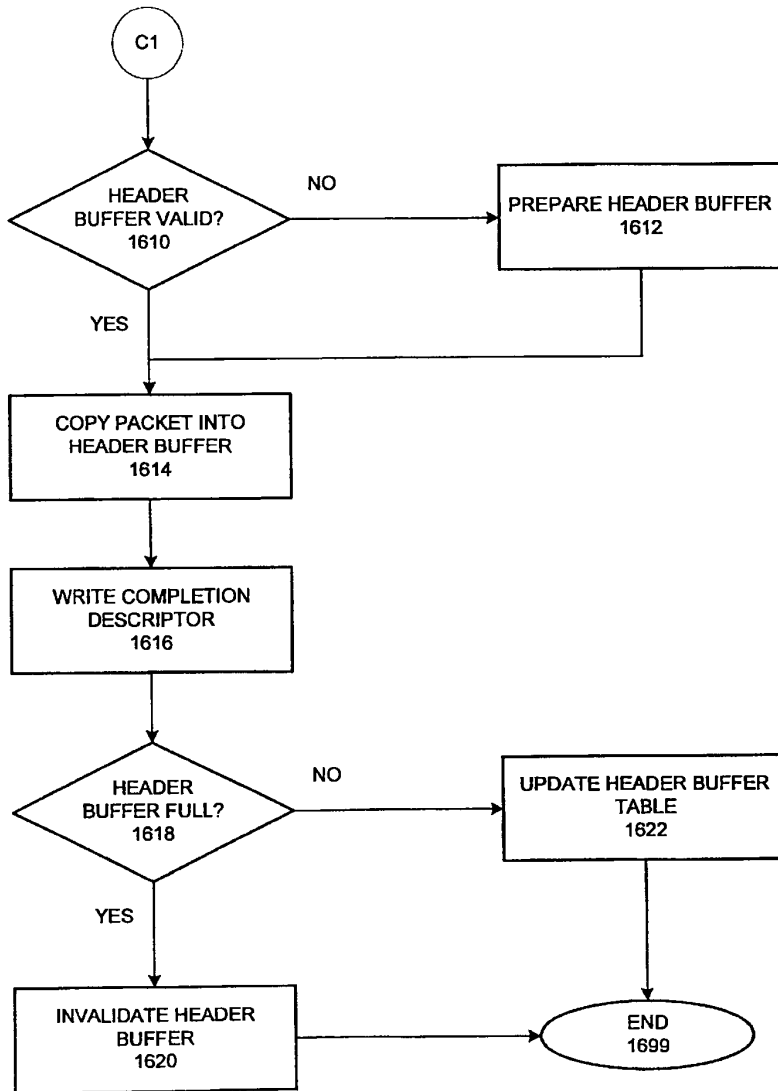 C1
HEADER
BUFFER VALID?
1610
NO
PREPARE HEADER BUFFER
1612
YES
COPY PACKET INTO
HEADER BUFFER
1614
WRITE COMPLETION
DESCRIPTOR
1616
HEADER
BUFFER FULL?
1618
NO
UPDATE HEADER BUFFER
TABLE
1622
YES
INVALIDATE HEADER
BUFFER
1620
END
1699